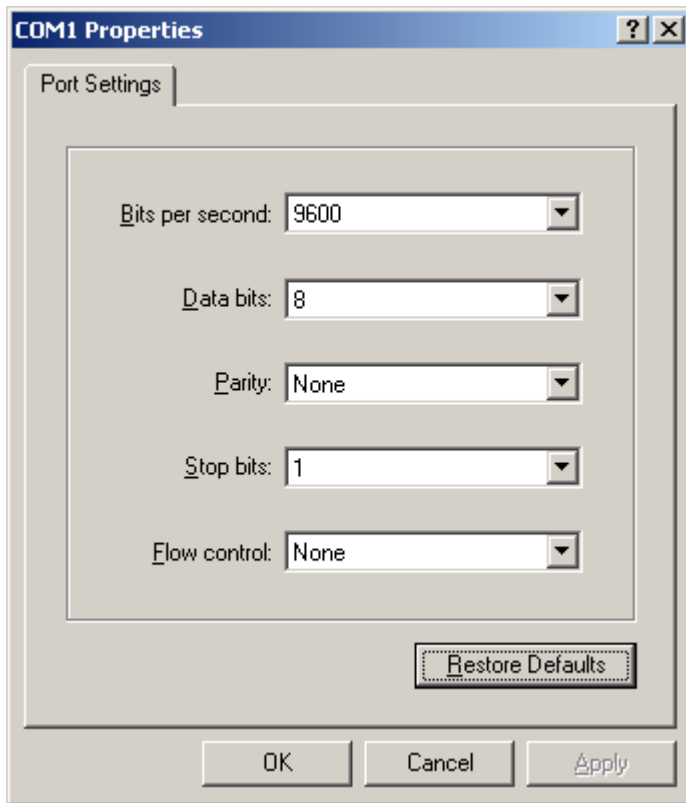 COM1 Properties
Port Settings
Bits per second: 9600
Data bits: 8
Parity: None
Stop bits: 1
Flow control: None
Restore Defaults
OK Cancel Apply